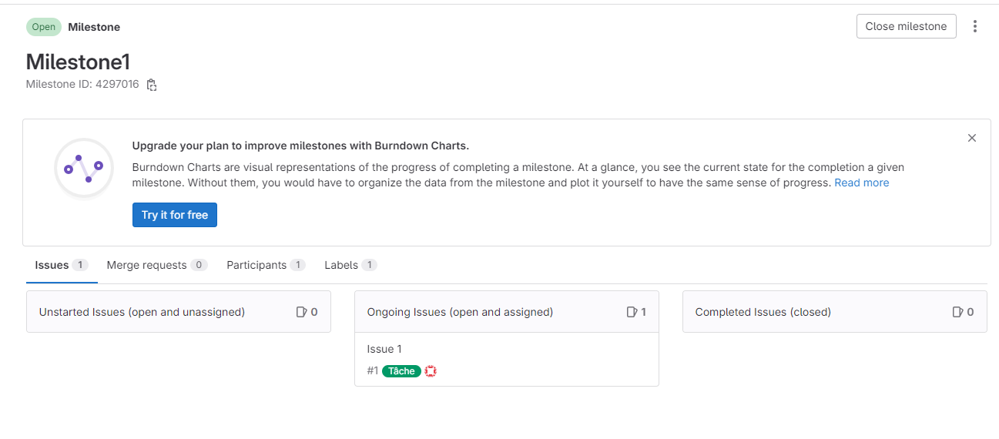 Open Milestone Close milestone
Milestone1
Milestone ID: 4297016
Upgrade your plan to improve milestones with Burndown Charts.
Burndown Charts are visual representations of the progress of completing a milestone. At a glance, you see the current state for the completion a given
milestone. Without them, you would have to organize the data from the milestone and plot it yourself to have the same sense of progress. Read more
Try it for free
Issues 1 Merge requests 0 Participants 1 Labels 1
Unstarted Issues (open and unassigned) 0
Ongoing Issues (open and assigned) 1
Issue 1
#1 Tâche
Completed Issues (closed) 0